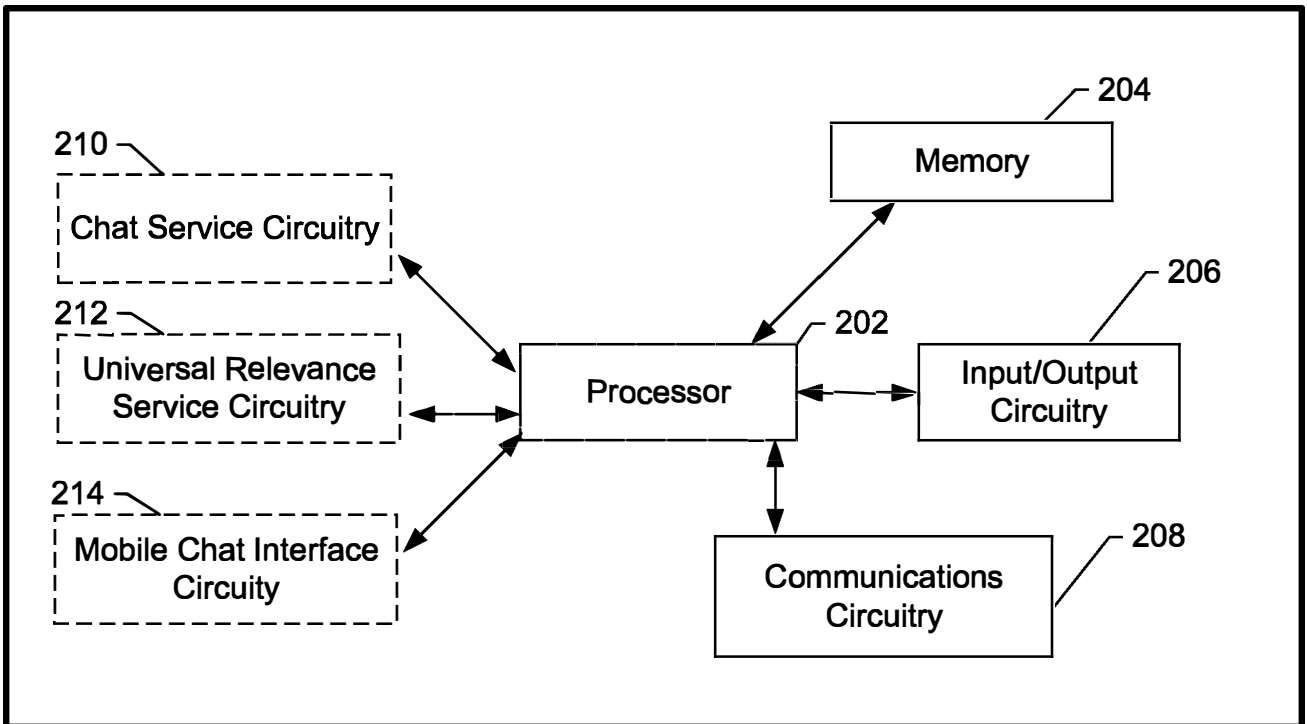 204
Memory
210
Chat Service Circuitry
206
212
202
Universal Relevance
Service Circuitry
Processor
Input/Output
Circuitry
214
Mobile Chat Interface
Circuity
208
Communications
Circuitry